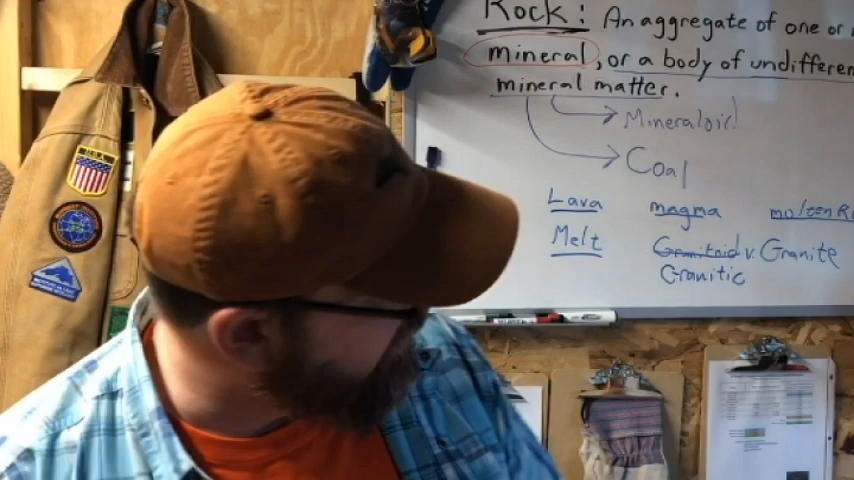 Rock: An aggregate of one or
mineral, or a body of undifferen
mineral matter.
Mineraloid
Coal
Lava magma molten R
Melt Granitoid v. Granite
Granitic